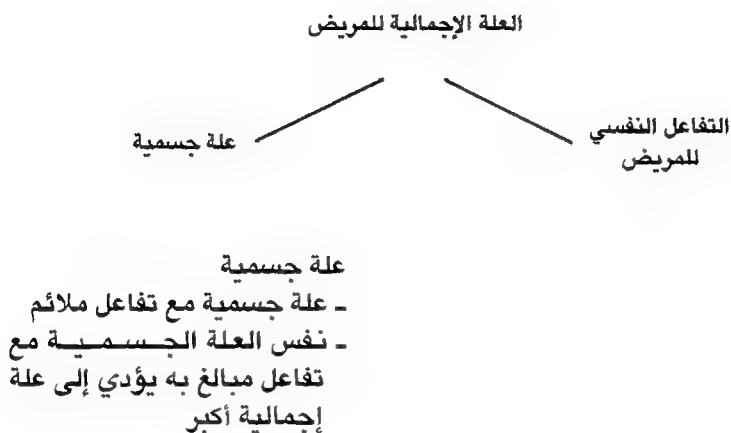 العلة الإجمالية للمريض
التفاعل النفسي
للمريض
علة جسمية
علة جسمية
ـ علة جسمية مع تفاعل ملائم
ـ نفس العلة الجـسـمـيـة مع
تفاعل مبالغ به يؤدي إلى علة
إجمالية أكبر